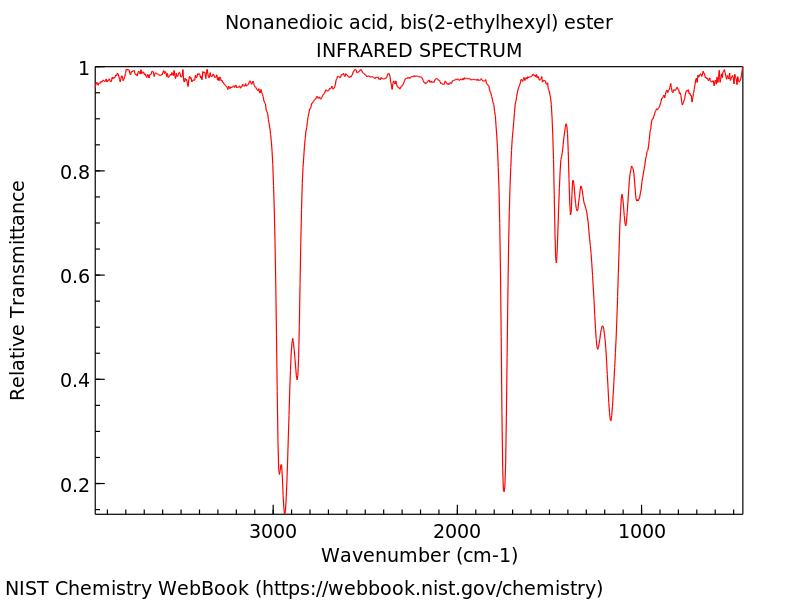 Nonanedioic acid, bis(2-ethylhexyl) ester
INFRARED SPECTRUM
1
0.8
0.6
0.4
0.2
Relative Transmittance
3000 2000 1000
Wavenumber (cm-1)
NIST Chemistry WebBook (https://webbook.nist.gov/chemistry)